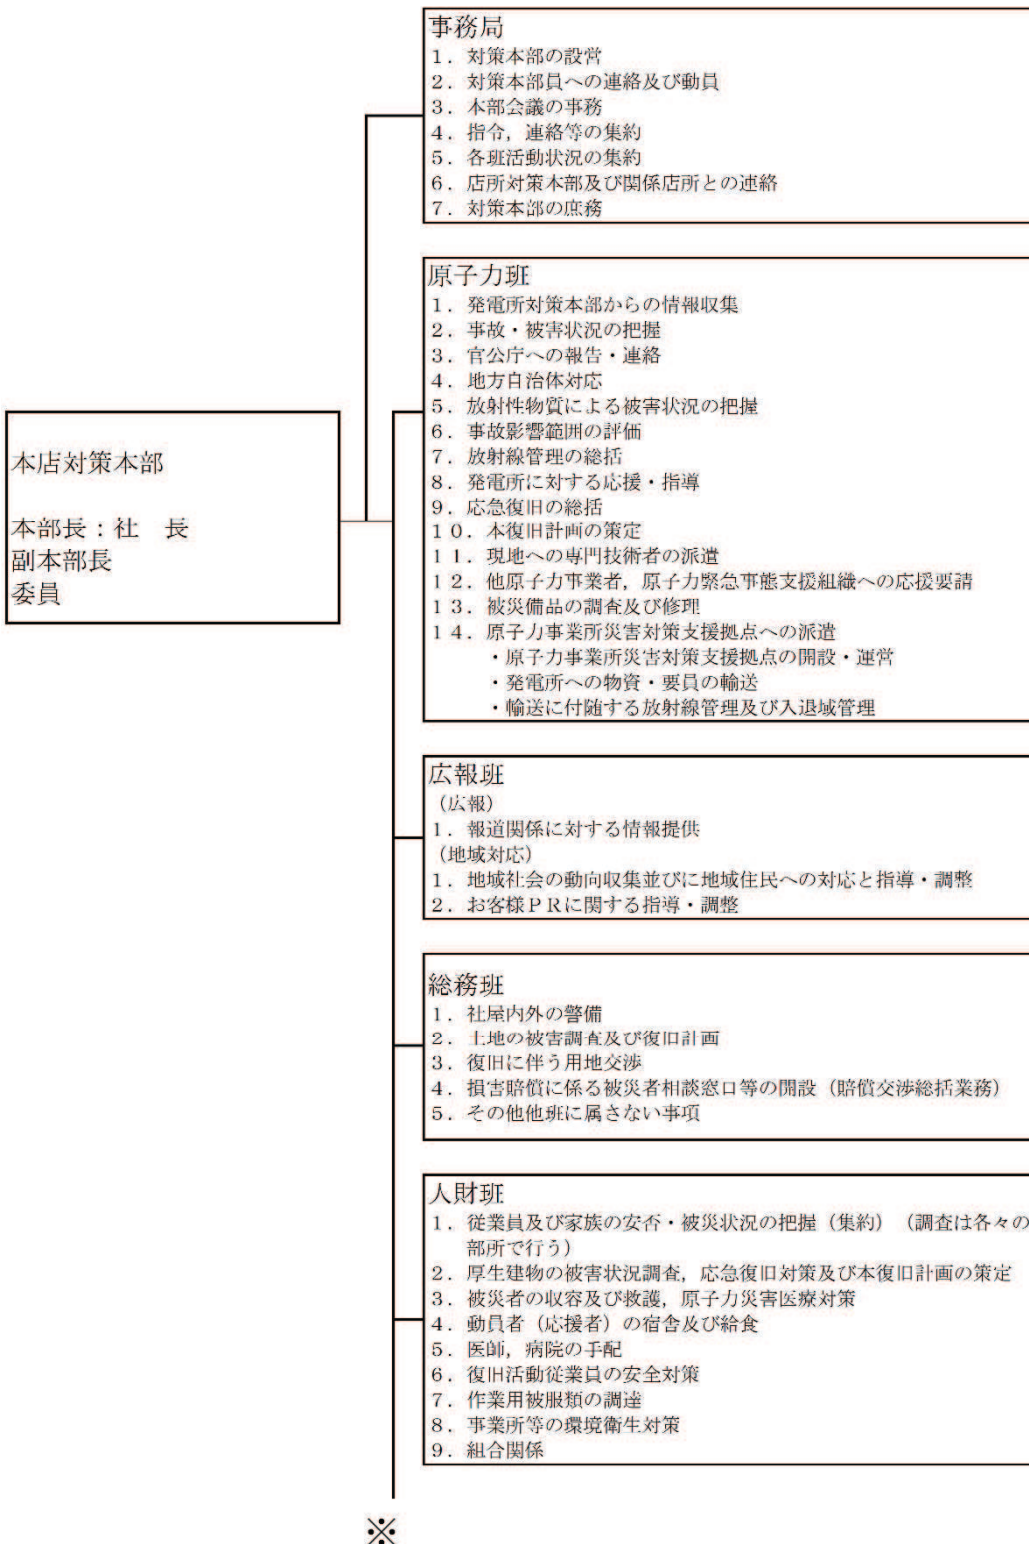 事務局
1．対策本部の設営
2．対策本部員への連絡及び動員
3．本部会議の事務
4．指令，連絡等の集約
5．各班活動状況の集約
6．店所対策本部及び関係店所との連絡
7．対策本部の庶務
原子力班
1．発電所対策本部からの情報収集
2．事故・被害状況の把握
3．官公庁への報告・連絡
4．地方自治体対応
5．放射性物質による被害状況の把握
6．事故影響範囲の評価
7．放射線管理の総括
8．発電所に対する応援・指導
9．応急復旧の総括
10．本復旧計画の策定
11．現地への専門技術者の派遣
12．他原子力事業者，原子力緊急事態支援組織への応援要請
13．被災備品の調査及び修理
14．原子力事業所災害対策支援拠点への派遣
・原子力事業所災害対策支援拠点の開設・運営
・発電所への物資・要員の輸送
・輸送に付随する放射線管理及び入退域管理
本店対策本部
本部長：社　長
副本部長
委員
広報班
（広報）
1．報道関係に対する情報提供
（地域対応）
1．地域社会の動向収集並びに地域住民への対応と指導・調整
2．お客様ＰＲに関する指導・調整
総務班
1．社屋内外の警備
2．土地の被害調査及び復旧計画
3．復旧に伴う用地交渉
4．損害賠償に係る被災者相談窓口等の開設（賠償交渉総括業務）
5．その他他班に属さない事項
人財班
1．従業員及び家族の安否・被災状況の把握（集約）（調査は各々の
部所で行う）
2．厚生建物の被害状況調査，応急復旧対策及び本復旧計画の策定
3．被災者の収容及び救護，原子力災害医療対策
4．動員者（応援者）の宿舎及び給食
5．医師，病院の手配
6．復旧活動従業員の安全対策
7．作業用被服類の調達
8．事業所等の環境衛生対策
9．組合関係
※